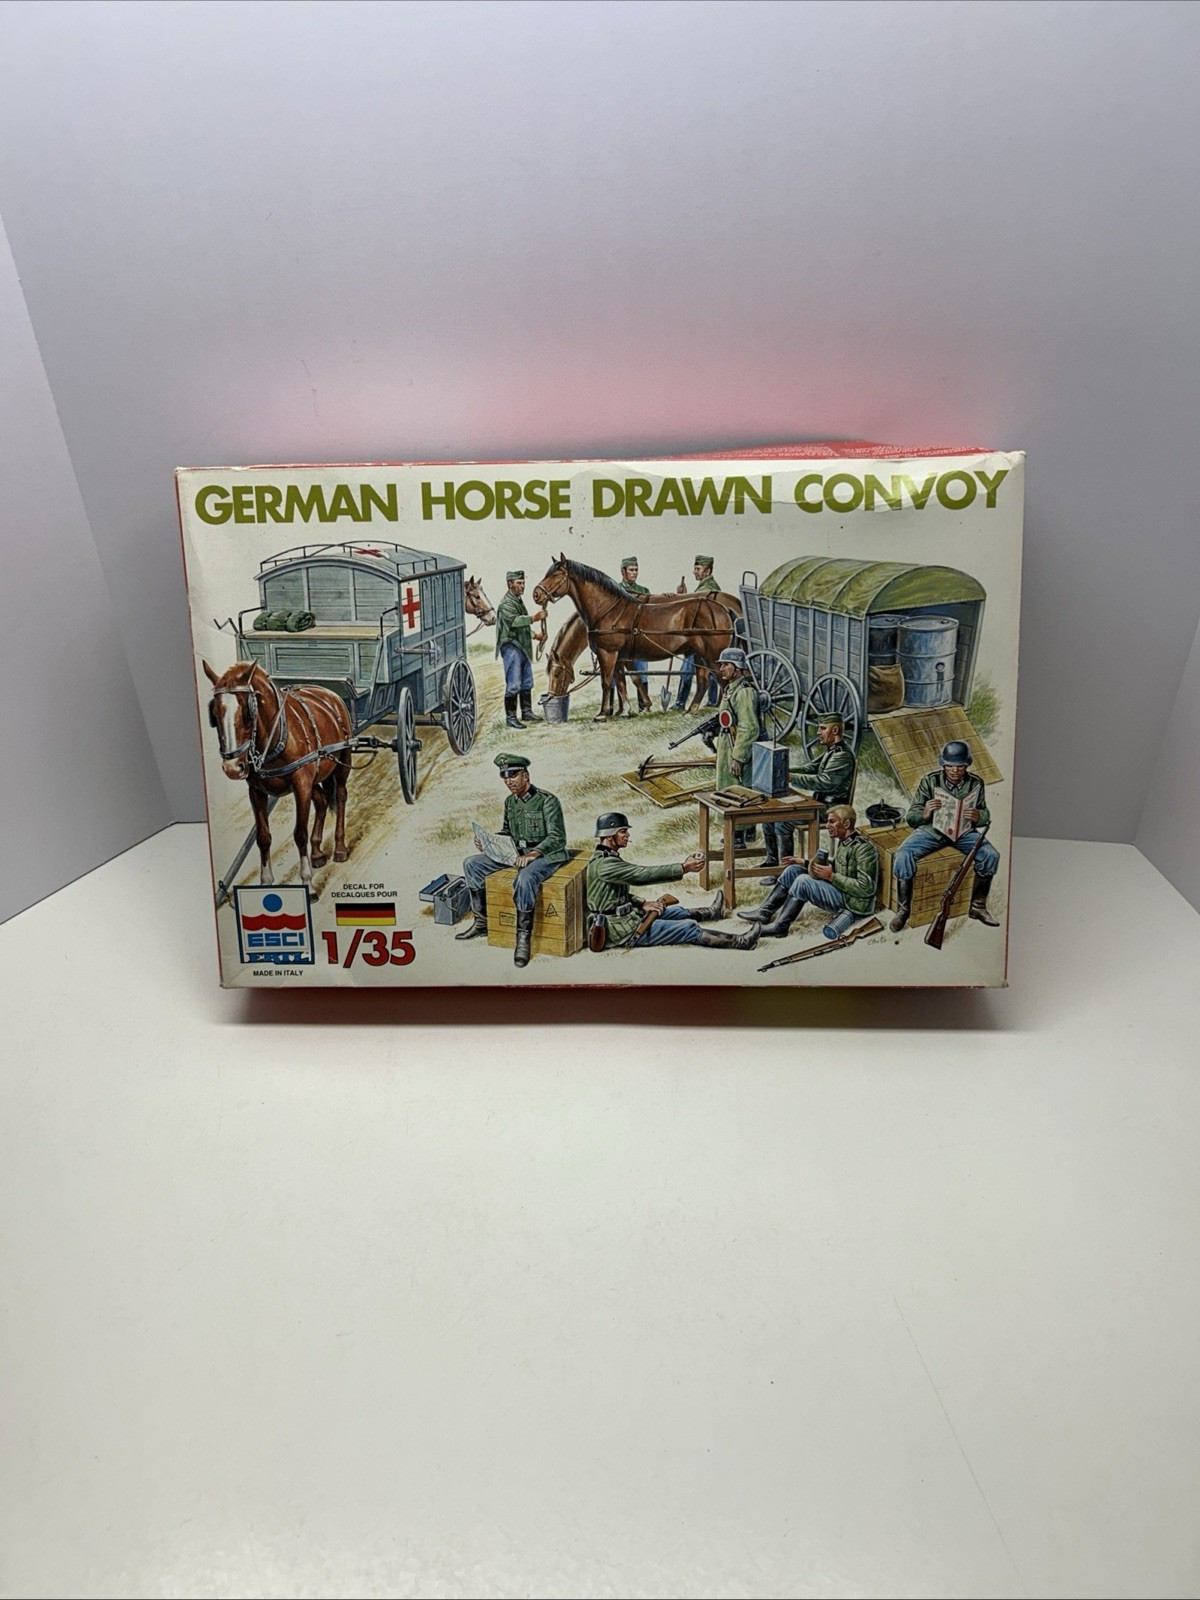 GERMAN HORSE DRAWN CONVOY
DECAL FOR
DECALQUES POUR
ESCI
ERTL
1/35
MADE IN ITALY